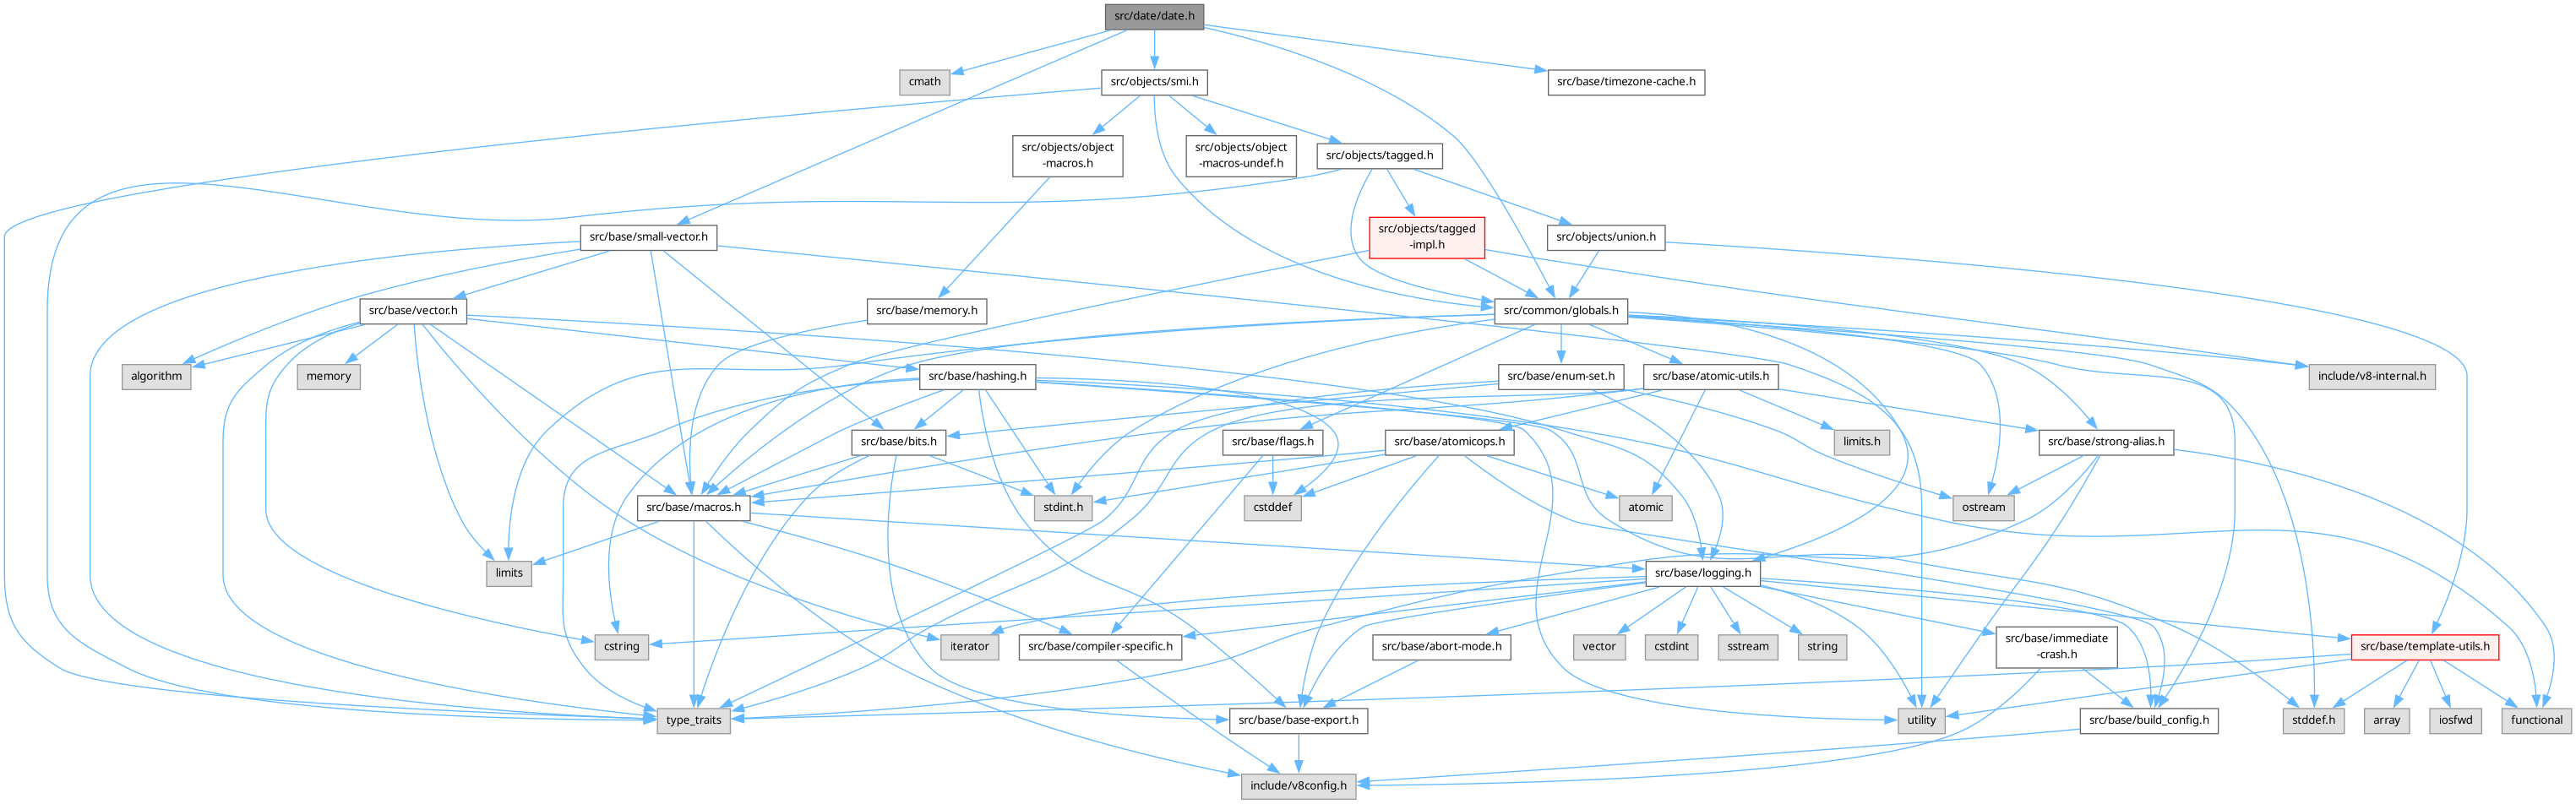 src/date/date.h
cmath
src/objects/smi.h
src/base/timezone-cache.h
src/objects/object
-macros.h
src/objects/object
-macros-undef.h
src/objects/tagged.h
src/base/small-vector.h
src/objects/tagged
-impl.h
src/objects/union.h
src/base/vector.h
src/base/memory.h
src/common/globals.h
algorithm
memory
src/base/hashing.h
src/base/enum-set.h
src/base/atomic-utils.h
include/v8-internal.h
src/base/bits.h
src/base/flags.h
src/base/atomicops.h
limits.h
src/base/strong-alias.h
src/base/macros.h
stdint.h
cstddef
atomic
ostream
limits
src/base/logging.h
cstring
iterator
src/base/compiler-specific.h
src/base/abort-mode.h
vector
cstdint
sstream
string
src/base/immediate
-crash.h
src/base/template-utils.h
type_traits
src/base/base-export.h
utility
src/base/build_config.h
stddef.h
array
iosfwd
functional
include/v8config.h